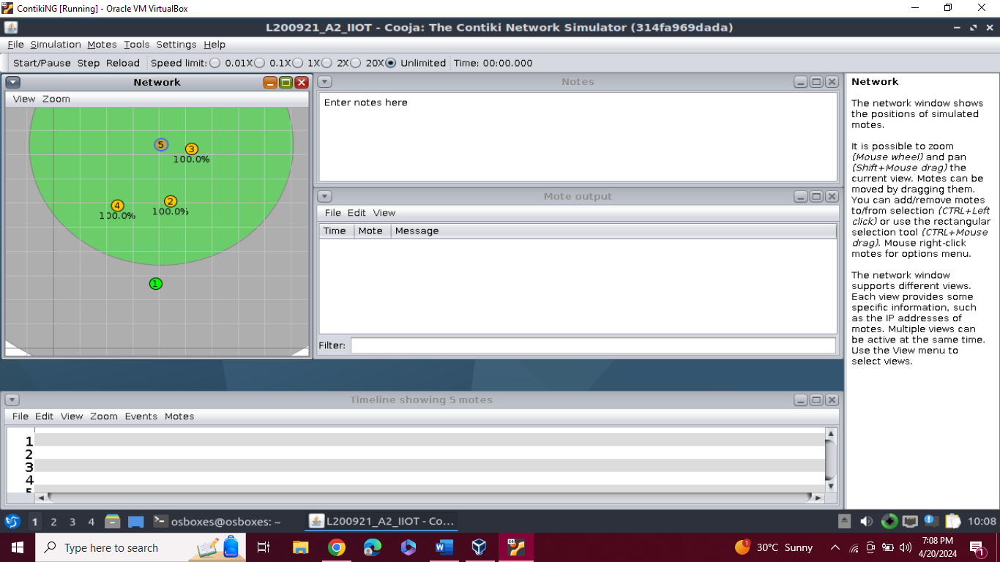 ContikiNG [Running] - Oracle VM VirtualBox
L200921_A2_IIOT - Cooja: The Contiki Network Simulator (314fa969dada)
File Simulation Motes Tools Settings Help
Start/Pause Step Reload Speed limit: 0.01X 0.1X 1X 2X 20X Unlimited Time: 00:00.000
Network
View Zoom
5
3
100.0%
4
100.0%
2
100.0%
1
Notes
Enter notes here
Mote output
File Edit View
Time Mote Message
Filter:
Network
The network window shows
the positions of simulated
motes.
It is possible to zoom
(Mouse wheel) and pan
(Shift+Mouse drag) the
current view. Motes can be
moved by dragging them.
You can add/remove motes
to/from selection (CTRL+Left
click) or use the rectangular
selection tool (CTRL+Mouse
drag). Mouse right-click
motes for options menu.
The network window
supports different views.
Each view provides some
specific information, such
as the IP addresses of
motes. Multiple views can
be active at the same time.
Use the View menu to
select views.
Timeline showing 5 motes
File Edit View Zoom Events Motes
1
2
3
4
5
1 2 3 4 osboxes@osboxes: ~ L200921_A2_IIOT - Co... 10:08
Type here to search
1
30°C Sunny
7:08 PM
4/20/2024
1